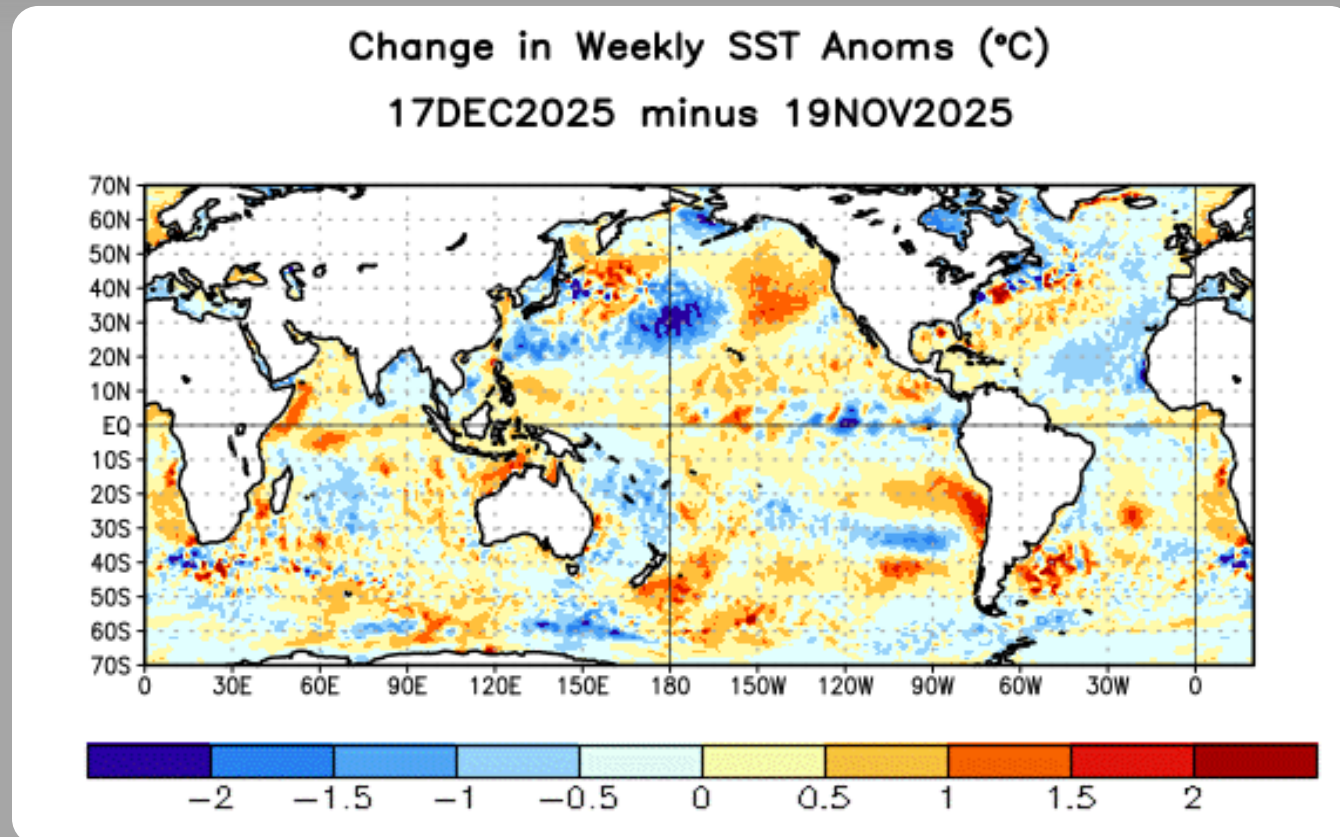 Change in Weekly SST Anoms (°C)
17DEC2025 minus 19NOV2025
70N
60N
50N
40N
30N
20N
10N
EQ
10S
20S
30S
40S
50S
60S
70S
0 30E 60E 90E 120E 150E 180 150W 120W 90W 60W 30W 0
−2 −1.5 −1 −0.5 0 0.5 1 1.5 2